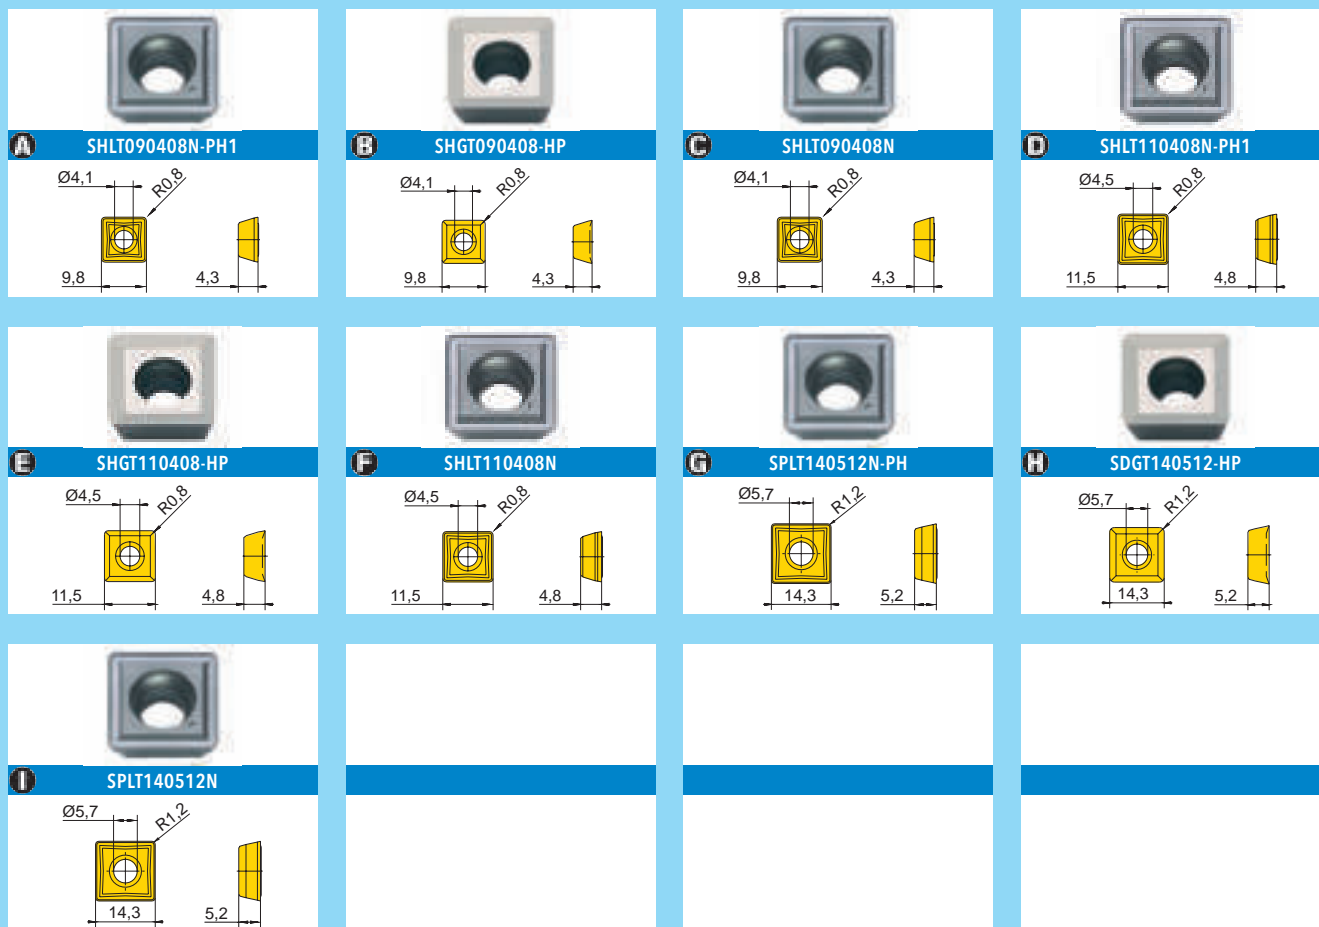 A SHLT090408N-PH1
Ø4,1 R0,8
9,8 4,3
B SHGT090408-HP
Ø4,1 R0,8
9,8 4,3
C SHLT090408N
Ø4,1 R0,8
9,8 4,3
D SHLT110408N-PH1
Ø4,5 R0,8
11,5 4,8
E SHGT110408-HP
Ø4,5 R0,8
11,5 4,8
F SHLT110408N
Ø4,5 R0,8
11,5 4,8
G SPLT140512N-PH
Ø5,7 R1,2
14,3 5,2
H SDGT140512-HP
Ø5,7 R1,2
14,3 5,2
I SPLT140512N
Ø5,7 R1,2
14,3 5,2